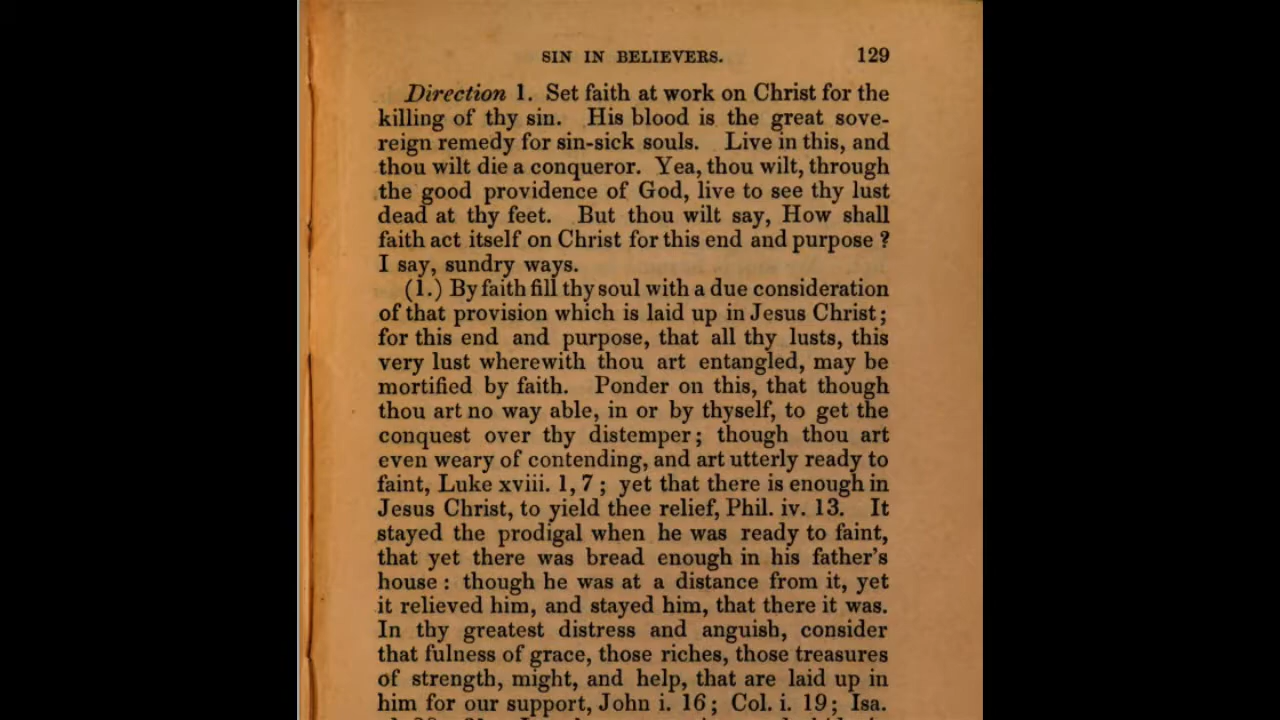 SIN IN BELIEVERS. 129
Direction 1. Set faith at work on Christ for the
killing of thy sin. His blood is the great sove-
reign remedy for sin-sick souls. Live in this, and
thou wilt die a conqueror. Yea, thou wilt, through
the good providence of God, live to see thy lust
dead at thy feet. But thou wilt say, How shall
faith act itself on Christ for this end and purpose ?
I say, sundry ways.
(1.) By faith fill thy soul with a due consideration
of that provision which is laid up in Jesus Christ ;
for this end and purpose, that all thy lusts, this
very lust wherewith thou art entangled, may be
mortified by faith. Ponder on this, that though
thou art no way able, in or by thyself, to get the
conquest over thy distemper ; though thou art
even weary of contending, and art utterly ready to
faint, Luke xviii. 1, 7 ; yet that there is enough in
Jesus Christ, to yield thee relief, Phil. iv. 13. It
stayed the prodigal when he was ready to faint,
that yet there was bread enough in his father's
house : though he was at a distance from it, yet
it relieved him, and stayed him, that there it was.
In thy greatest distress and anguish, consider
that fulness of grace, those riches, those treasures
of strength, might, and help, that are laid up in
him for our support, John i. 16 ; Col. i. 19 ; Isa.